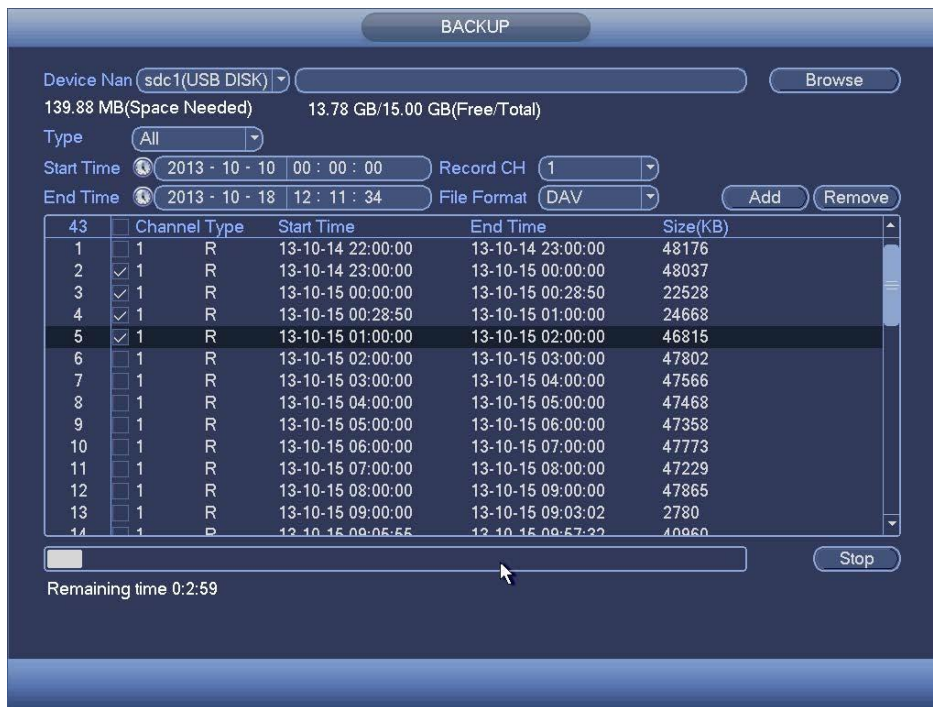 BACKUP
Device Nan sdc1(USB DISK) Browse
139.88 MB(Space Needed) 13.78 GB/15.00 GB(Free/Total)
Type All
Start Time 2013 - 10 - 10 00 : 00 : 00 Record CH 1
End Time 2013 - 10 - 18 12 : 11 : 34 File Format DAV Add Remove
43 Channel Type Start Time End Time Size(KB)
1 1 R 13-10-14 22:00:00 13-10-14 23:00:00 48176
2 1 R 13-10-14 23:00:00 13-10-15 00:00:00 48037
3 1 R 13-10-15 00:00:00 13-10-15 00:28:50 22528
4 1 R 13-10-15 00:28:50 13-10-15 01:00:00 24668
5 1 R 13-10-15 01:00:00 13-10-15 02:00:00 46815
6 1 R 13-10-15 02:00:00 13-10-15 03:00:00 47802
7 1 R 13-10-15 03:00:00 13-10-15 04:00:00 47566
8 1 R 13-10-15 04:00:00 13-10-15 05:00:00 47468
9 1 R 13-10-15 05:00:00 13-10-15 06:00:00 47358
10 1 R 13-10-15 06:00:00 13-10-15 07:00:00 47773
11 1 R 13-10-15 07:00:00 13-10-15 08:00:00 47229
12 1 R 13-10-15 08:00:00 13-10-15 09:00:00 47865
13 1 R 13-10-15 09:00:00 13-10-15 09:03:02 2780
14 1 R 13-10-15 40960
Stop
Remaining time 0:2:59